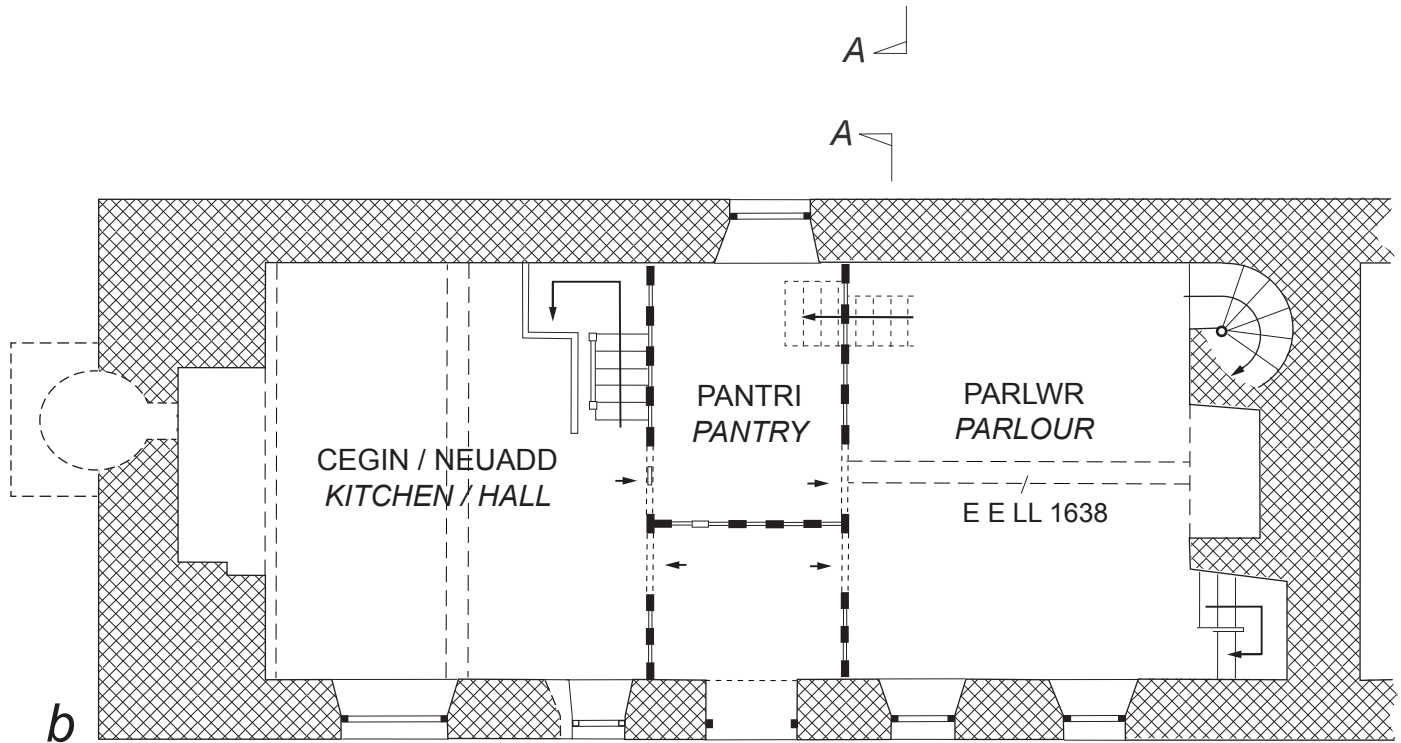 A
A
PANTRI
PANTRY
PARLWR
PARLOUR
CEGIN / NEUADD
KITCHEN / HALL
E E LL 1638
b